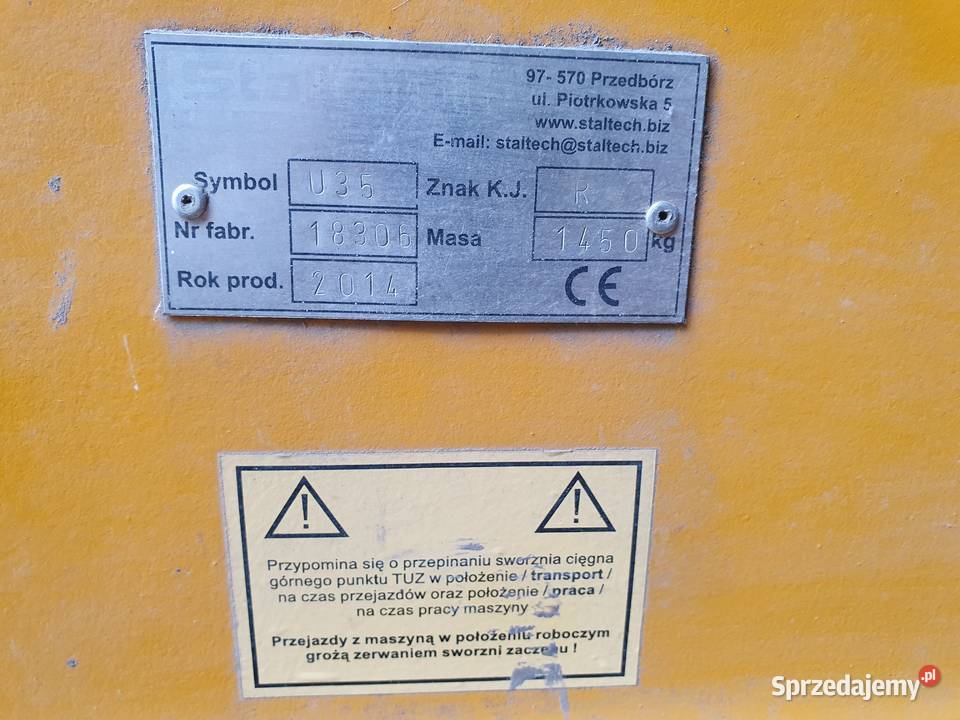 97- 570 Przedbórz
ul. Piotrkowska 5
www.staltech.biz
E-mail: staltech@staltech.biz
Symbol U35 Znak K.J. R
Nr fabr. 18306 Masa 1450 kg
Rok prod. 2014 CE
Przypomina się o przepinaniu sworznia cięgna
górnego punktu TUZ w położenie / transport /
na czas przejazdów oraz położenie / praca /
na czas pracy maszyny
Przejazdy z maszyną w położeniu roboczym
grożą zerwaniem sworzni zaczepu !
Sprzedajemy.pl